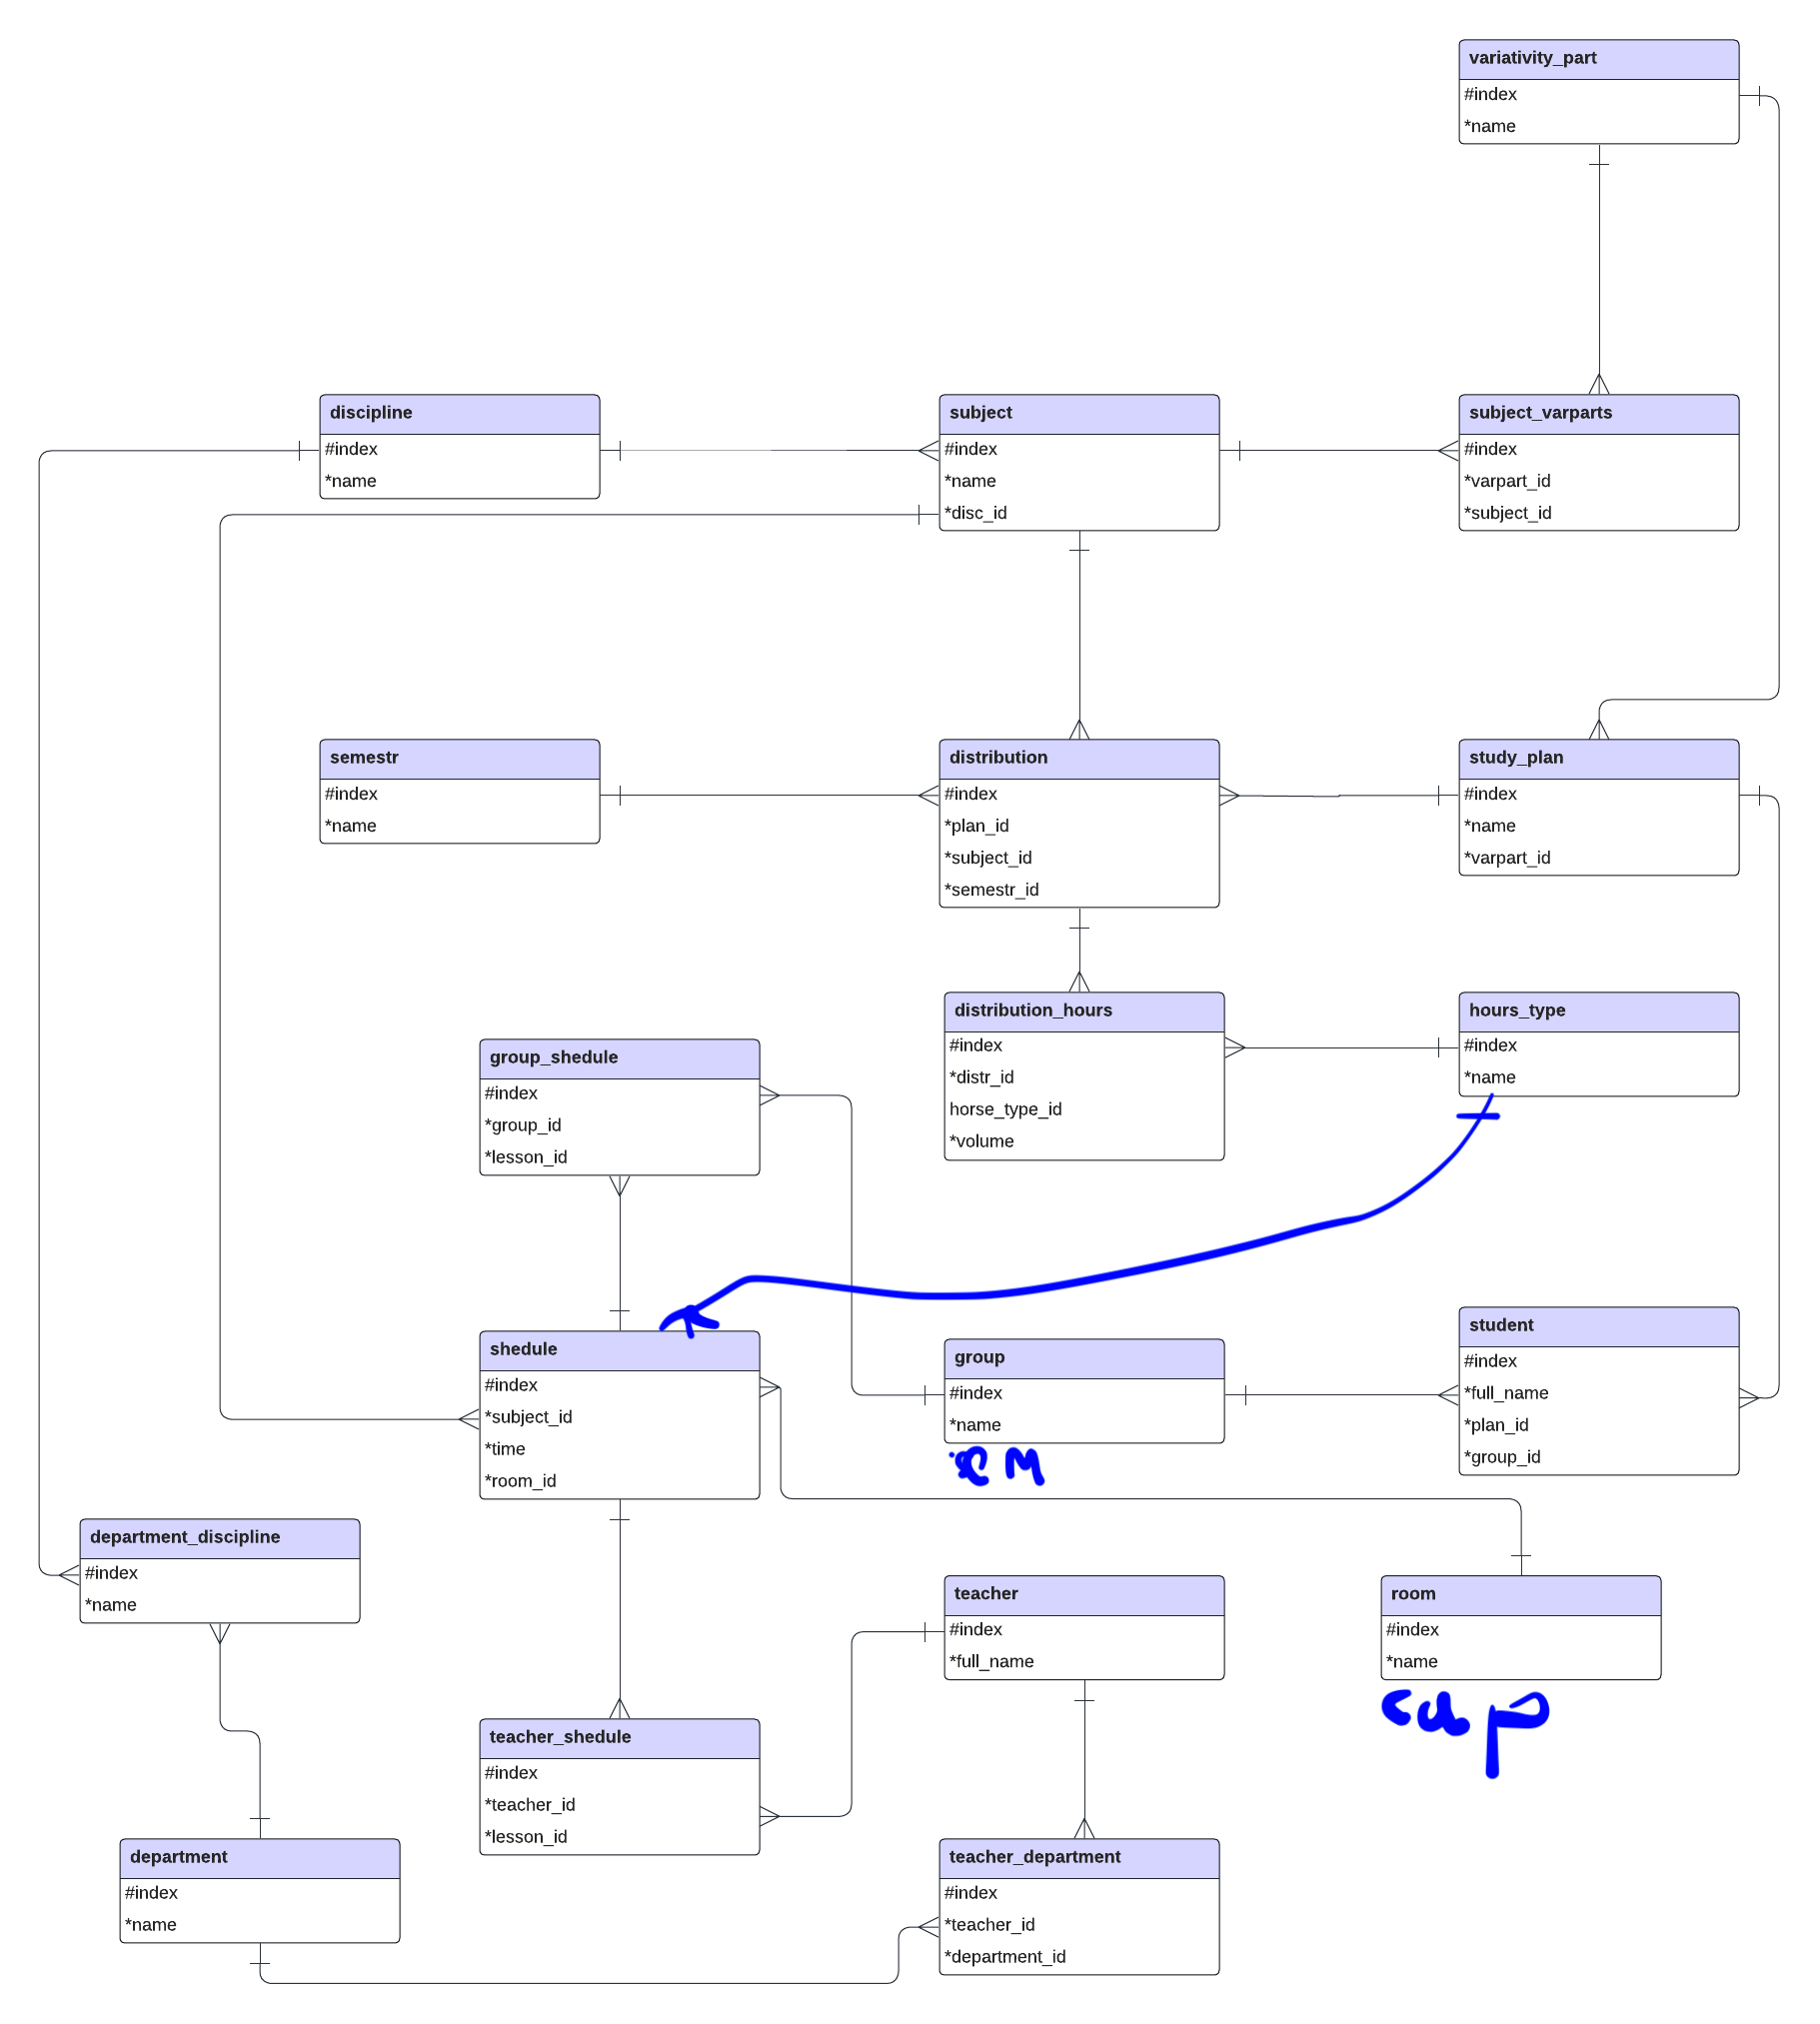 variativity_part
#index
*name
discipline
#index
*name
subject
#index
*name
*disc_id
subject_varparts
#index
*varpart_id
*subject_id
semestr
#index
*name
distribution
#index
*plan_id
*subject_id
*semestr_id
study_plan
#index
*name
*varpart_id
distribution_hours
#index
*distr_id
horse_type_id
*volume
hours_type
#index
*name
group_shedule
#index
*group_id
*lesson_id
shedule
#index
*subject_id
*time
*room_id
group
#index
*name
student
#index
*full_name
*plan_id
*group_id
department_discipline
#index
*name
teacher
#index
*full_name
room
#index
*name
cap
teacher_shedule
#index
*teacher_id
*lesson_id
department
#index
*name
teacher_department
#index
*teacher_id
*department_id